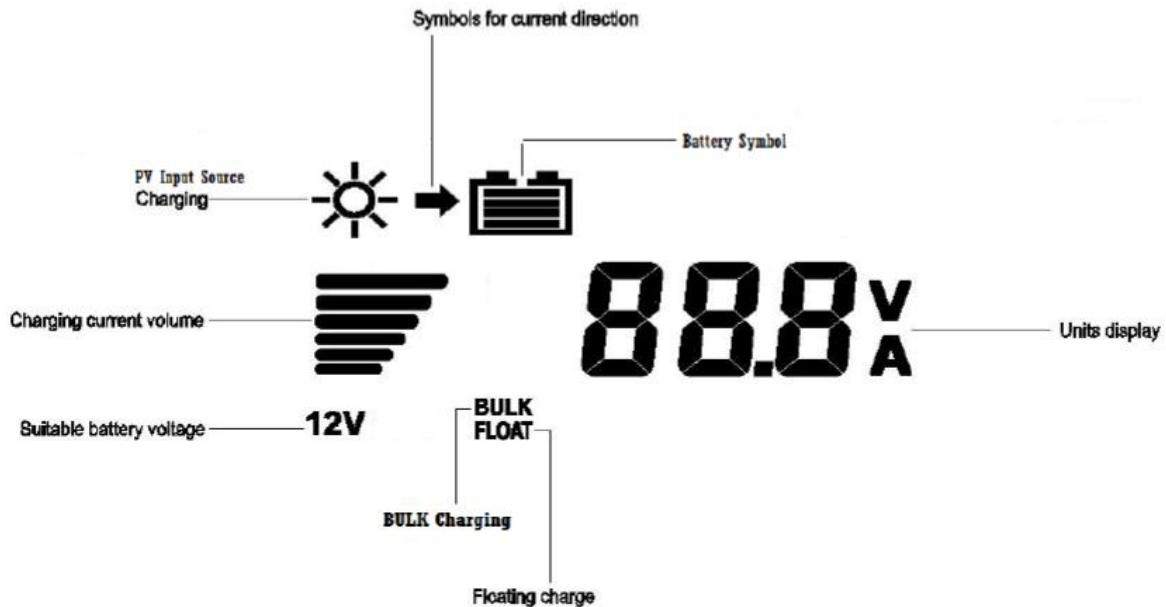 Symbols for current direction
Battery Symbol
PV Input Source
Charging
Charging current volume
88.8 V
A
Units display
Suitable battery voltage
12V
BULK
FLOAT
BULK Charging
Floating charge